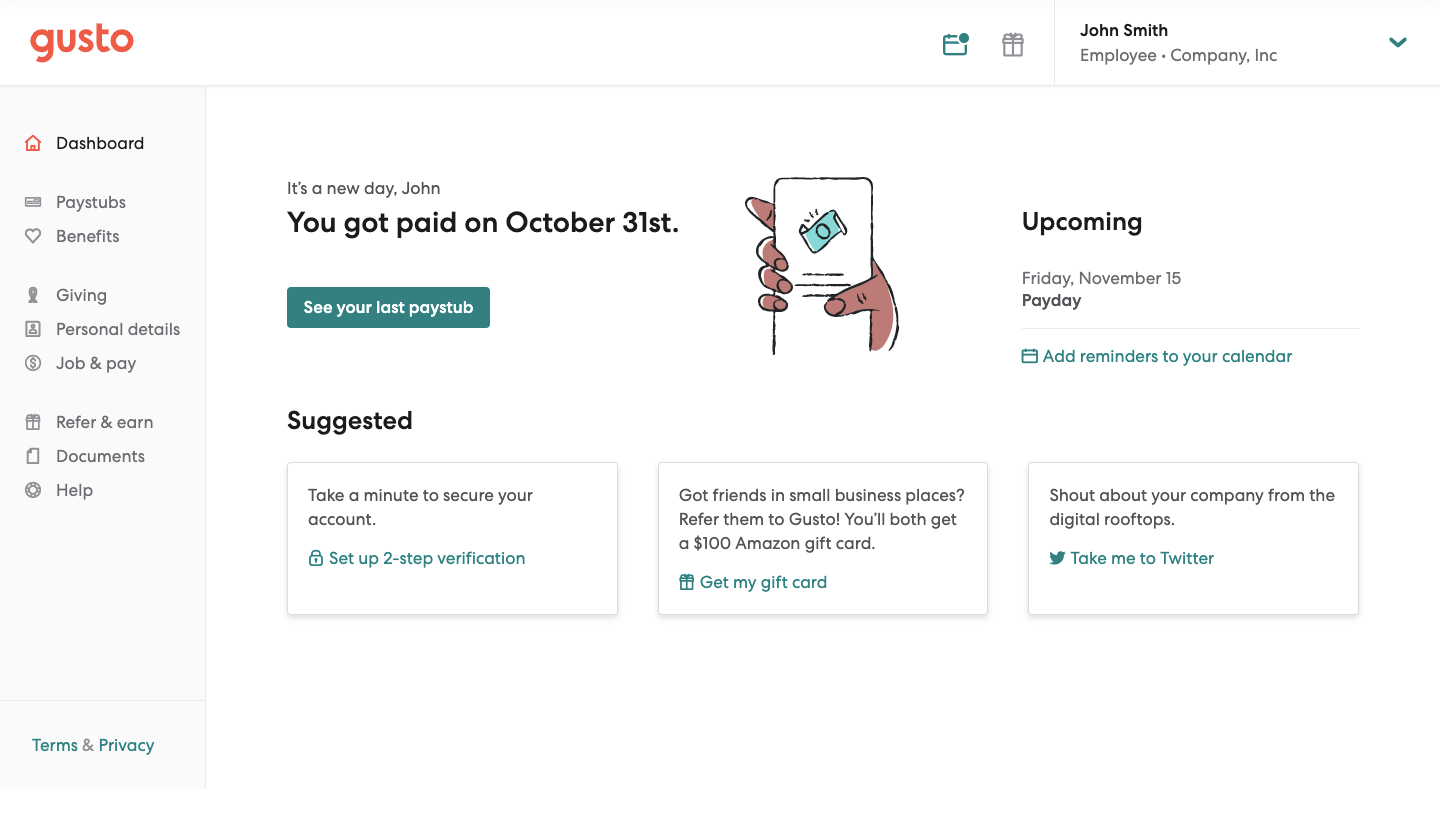 gusto
John Smith
Employee • Company, Inc
Dashboard
Paystubs
Benefits
Giving
Personal details
Job & pay
Refer & earn
Documents
Help
Terms & Privacy
It’s a new day, John
You got paid on October 31st.
See your last paystub
Upcoming
Friday, November 15
Payday
Add reminders to your calendar
Suggested
Take a minute to secure your
account.
Set up 2-step verification
Got friends in small business places?
Refer them to Gusto! You’ll both get
a $100 Amazon gift card.
Get my gift card
Shout about your company from the
digital rooftops.
Take me to Twitter